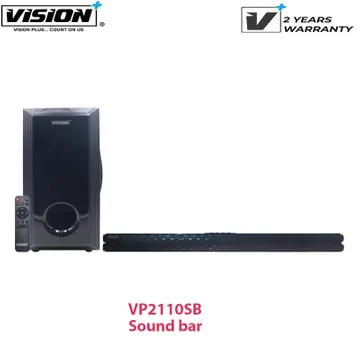 VISION+
VISION PLUS... COUNT ON US
V+ 2 YEARS
WARRANTY
VISION+
VP2110SB
Sound bar